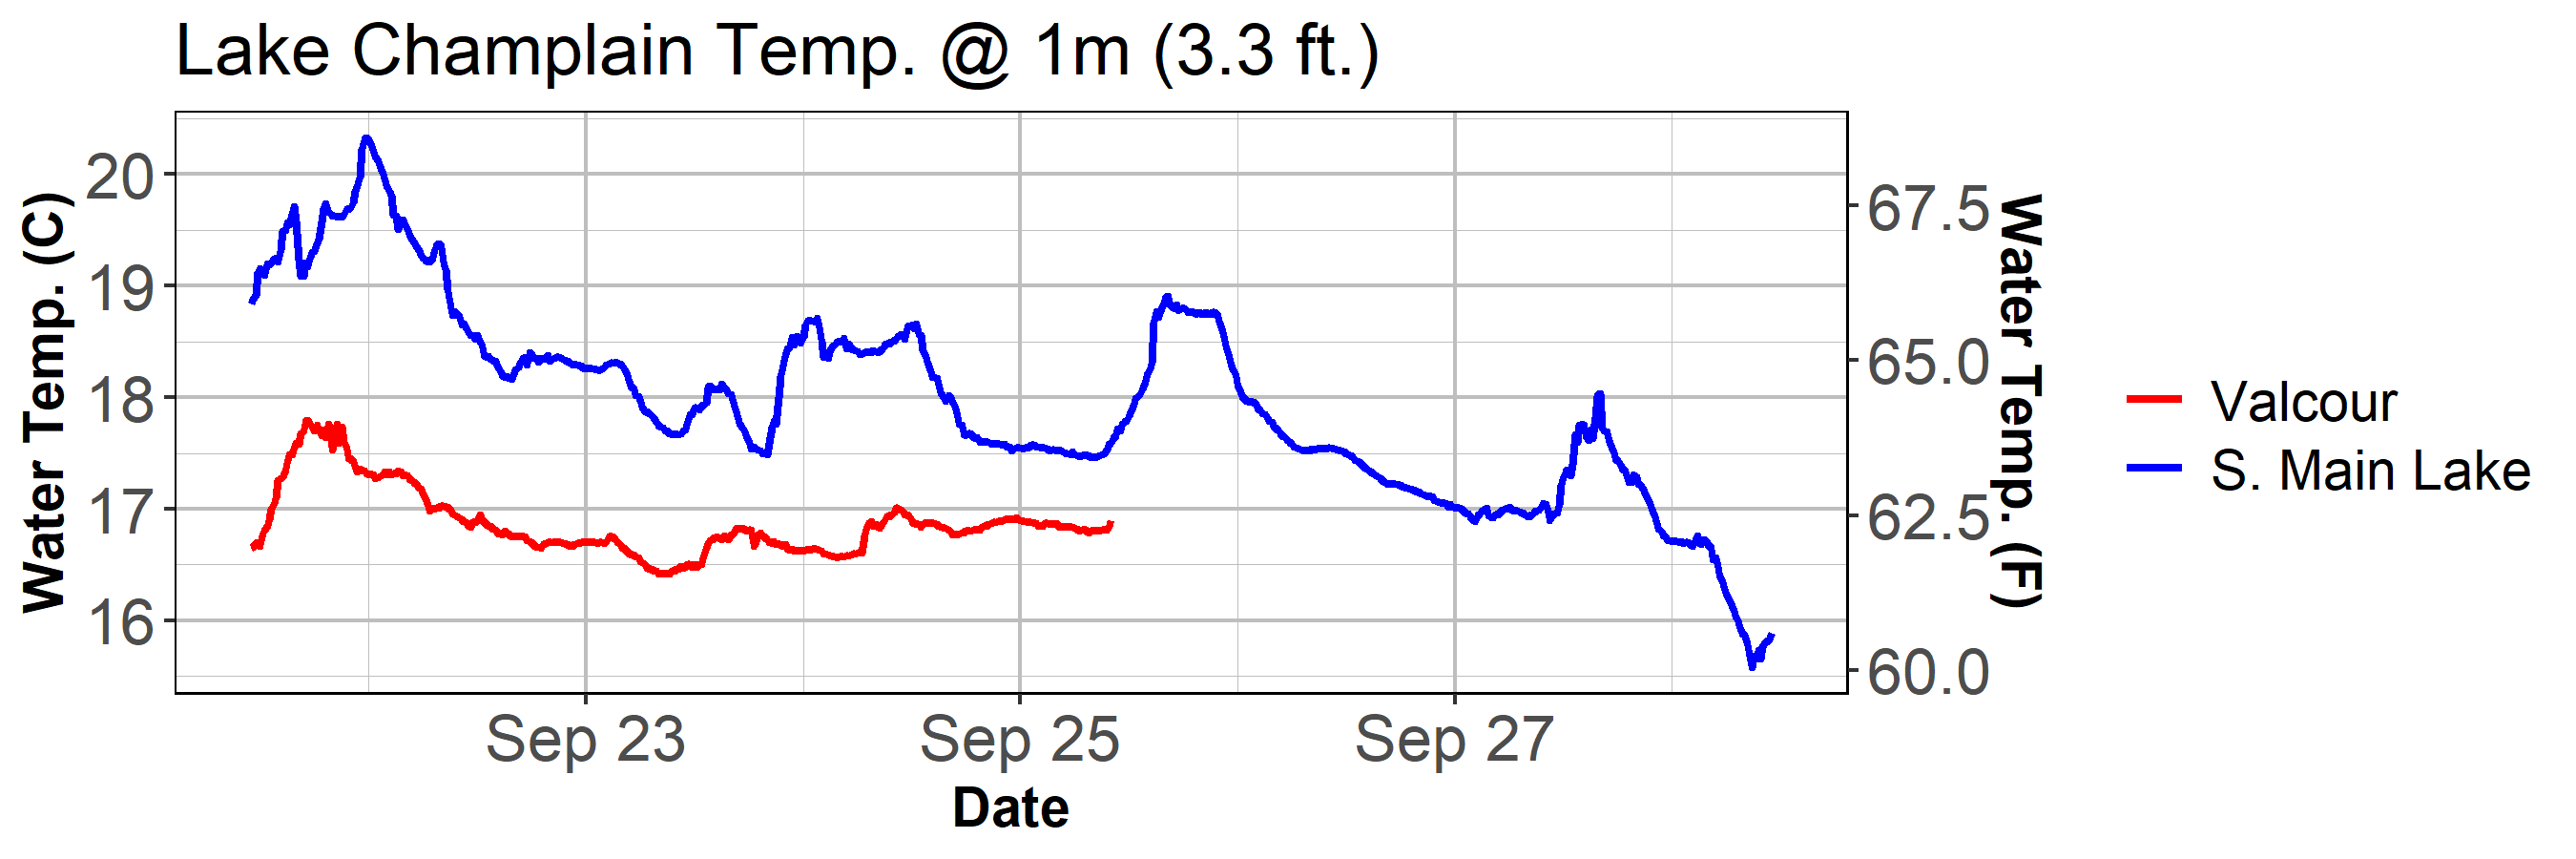 Lake Champlain Temp. @ 1m (3.3 ft.)
Water Temp. (C)
20
19
18
17
16
67.5
65.0
62.5
60.0
Water Temp. (F)
Sep 23
Sep 25
Sep 27
Date
Valcour
S. Main Lake